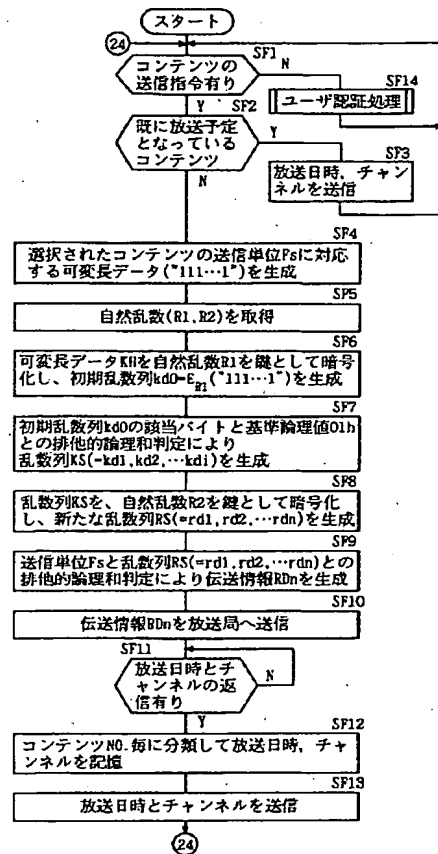 スタート
24
SF1
コンテンツの
送信指令有り
N
SF14
ユーザ認証処理
Y
SF2
既に放送予定
となっている
コンテンツ
Y
SF3
放送日時,チャ
ンネルを送信
N
SF4
選択されたコンテンツの送信単位Fsに対応
する可変長データ("111…1")を生成
SF5
自然乱数(R1,R2)を取得
SF6
可変長データKHを自然乱数R1を鍵として暗号
化し、初期乱数列kd0=ER1("111…1")を生成
SF7
初期乱数列kd0の該当バイトと基準論理値01h
との排他的論理和判定により
乱数列KS(=kd1,kd2,…kdi)を生成
SF8
乱数列KSを、自然乱数R2を鍵として暗号化
し、新たな乱数列RS(=rd1,rd2,…rdn)を生成
SF9
送信単位Fsと乱数列RS(=rd1,rd2,…rdn)との
排他的論理和判定により伝送情報RDnを生成
SF10
伝送情報RDnを放送局へ送信
SF11
放送日時とチ
ャンネルの返
信有り
N
Y
SF12
コンテンツNO.毎に分類して放送日時,チャ
ンネルを記憶
SF13
放送日時とチャンネルを送信
24